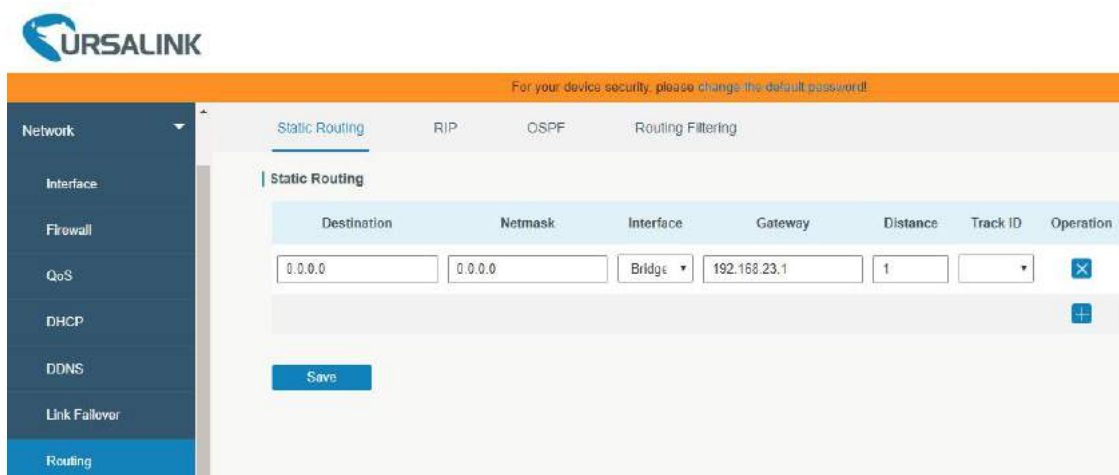 URSALINK
For your device security, please change the default password!
Network
Static Routing RIP OSPF Routing Filtering
Interface
Static Routing
Firewall
Destination Netmask Interface Gateway Distance Track ID Operation
QoS
0.0.0.0 0.0.0.0 Bridge 192.168.23.1 1
DHCP
DDNS
Save
Link Failover
Routing